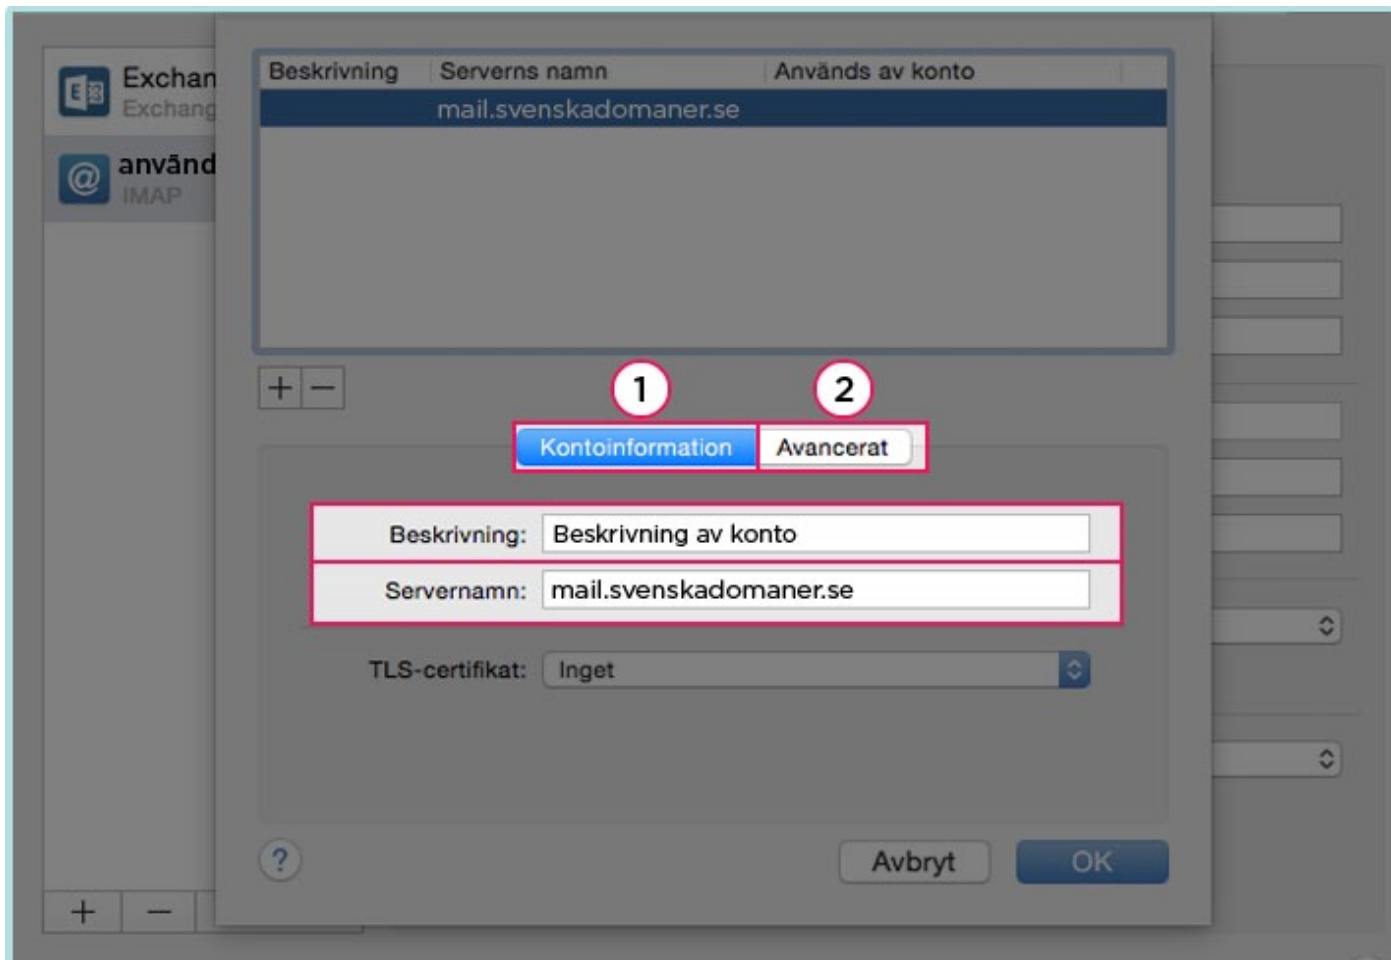 Exchan
Exchang
använd
IMAP
Beskrivning Serverns namn Används av konto
mail.svenskadomaner.se
1 2
Kontoinformation Avancerat
Beskrivning: Beskrivning av konto
Servernamn: mail.svenskadomaner.se
TLS-certifikat: Inget
? Avbryt OK